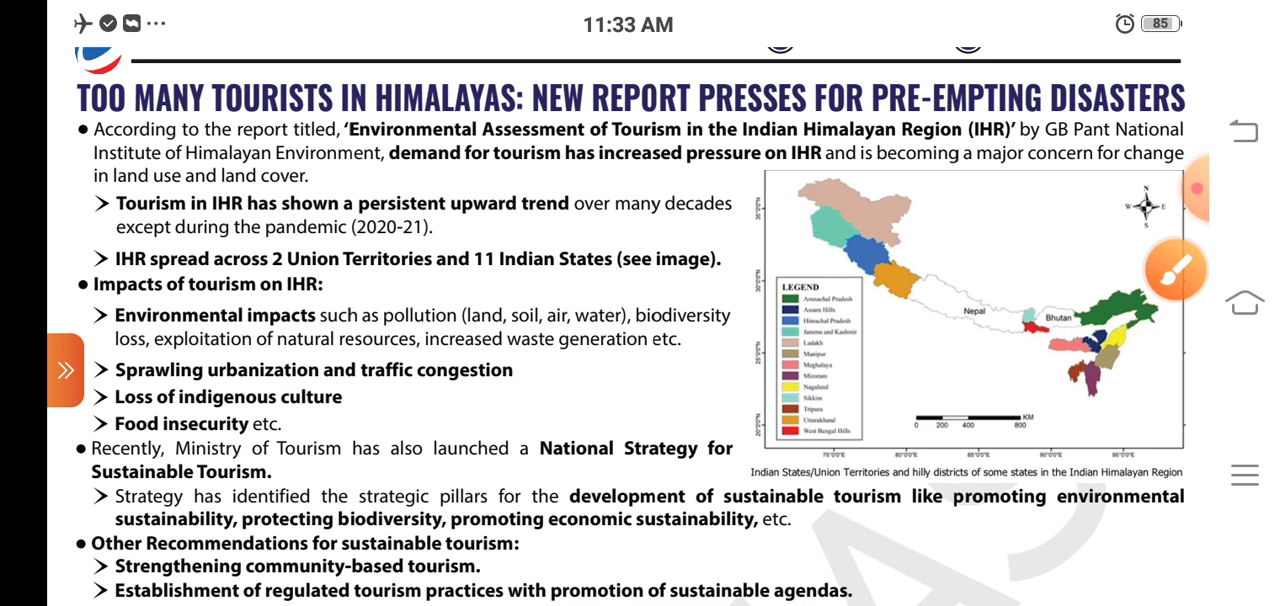 11:33 AM
85
TOO MANY TOURISTS IN HIMALAYAS: NEW REPORT PRESSES FOR PRE-EMPTING DISASTERS
● According to the report titled, ‘Environmental Assessment of Tourism in the Indian Himalayan Region (IHR)’ by GB Pant National
Institute of Himalayan Environment, demand for tourism has increased pressure on IHR and is becoming a major concern for change
in land use and land cover.
➢ Tourism in IHR has shown a persistent upward trend over many decades
except during the pandemic (2020-21).
➢ IHR spread across 2 Union Territories and 11 Indian States (see image).
● Impacts of tourism on IHR:
➢ Environmental impacts such as pollution (land, soil, air, water), biodiversity
loss, exploitation of natural resources, increased waste generation etc.
➢ Sprawling urbanization and traffic congestion
➢ Loss of indigenous culture
➢ Food insecurity etc.
● Recently, Ministry of Tourism has also launched a National Strategy for
Sustainable Tourism.
N
W E
S
35°0'0"N
30°0'0"N
25°0'0"N
20°0'0"N
LEGEND
Arunachal Pradesh
Assam Hills
Himachal Pradesh
Jammu and Kashmir
Ladakh
Manipur
Meghalaya
Mizoram
Nagaland
Sikkim
Tripura
Uttarakhand
West Bengal Hills
Nepal
Bhutan
KM
0 200 400 800
75°0'0"E 80°0'0"E 85°0'0"E 90°0'0"E 95°0'0"E
Indian States/Union Territories and hilly districts of some states in the Indian Himalayan Region
➢ Strategy has identified the strategic pillars for the development of sustainable tourism like promoting environmental
sustainability, protecting biodiversity, promoting economic sustainability, etc.
● Other Recommendations for sustainable tourism:
➢ Strengthening community-based tourism.
➢ Establishment of regulated tourism practices with promotion of sustainable agendas.